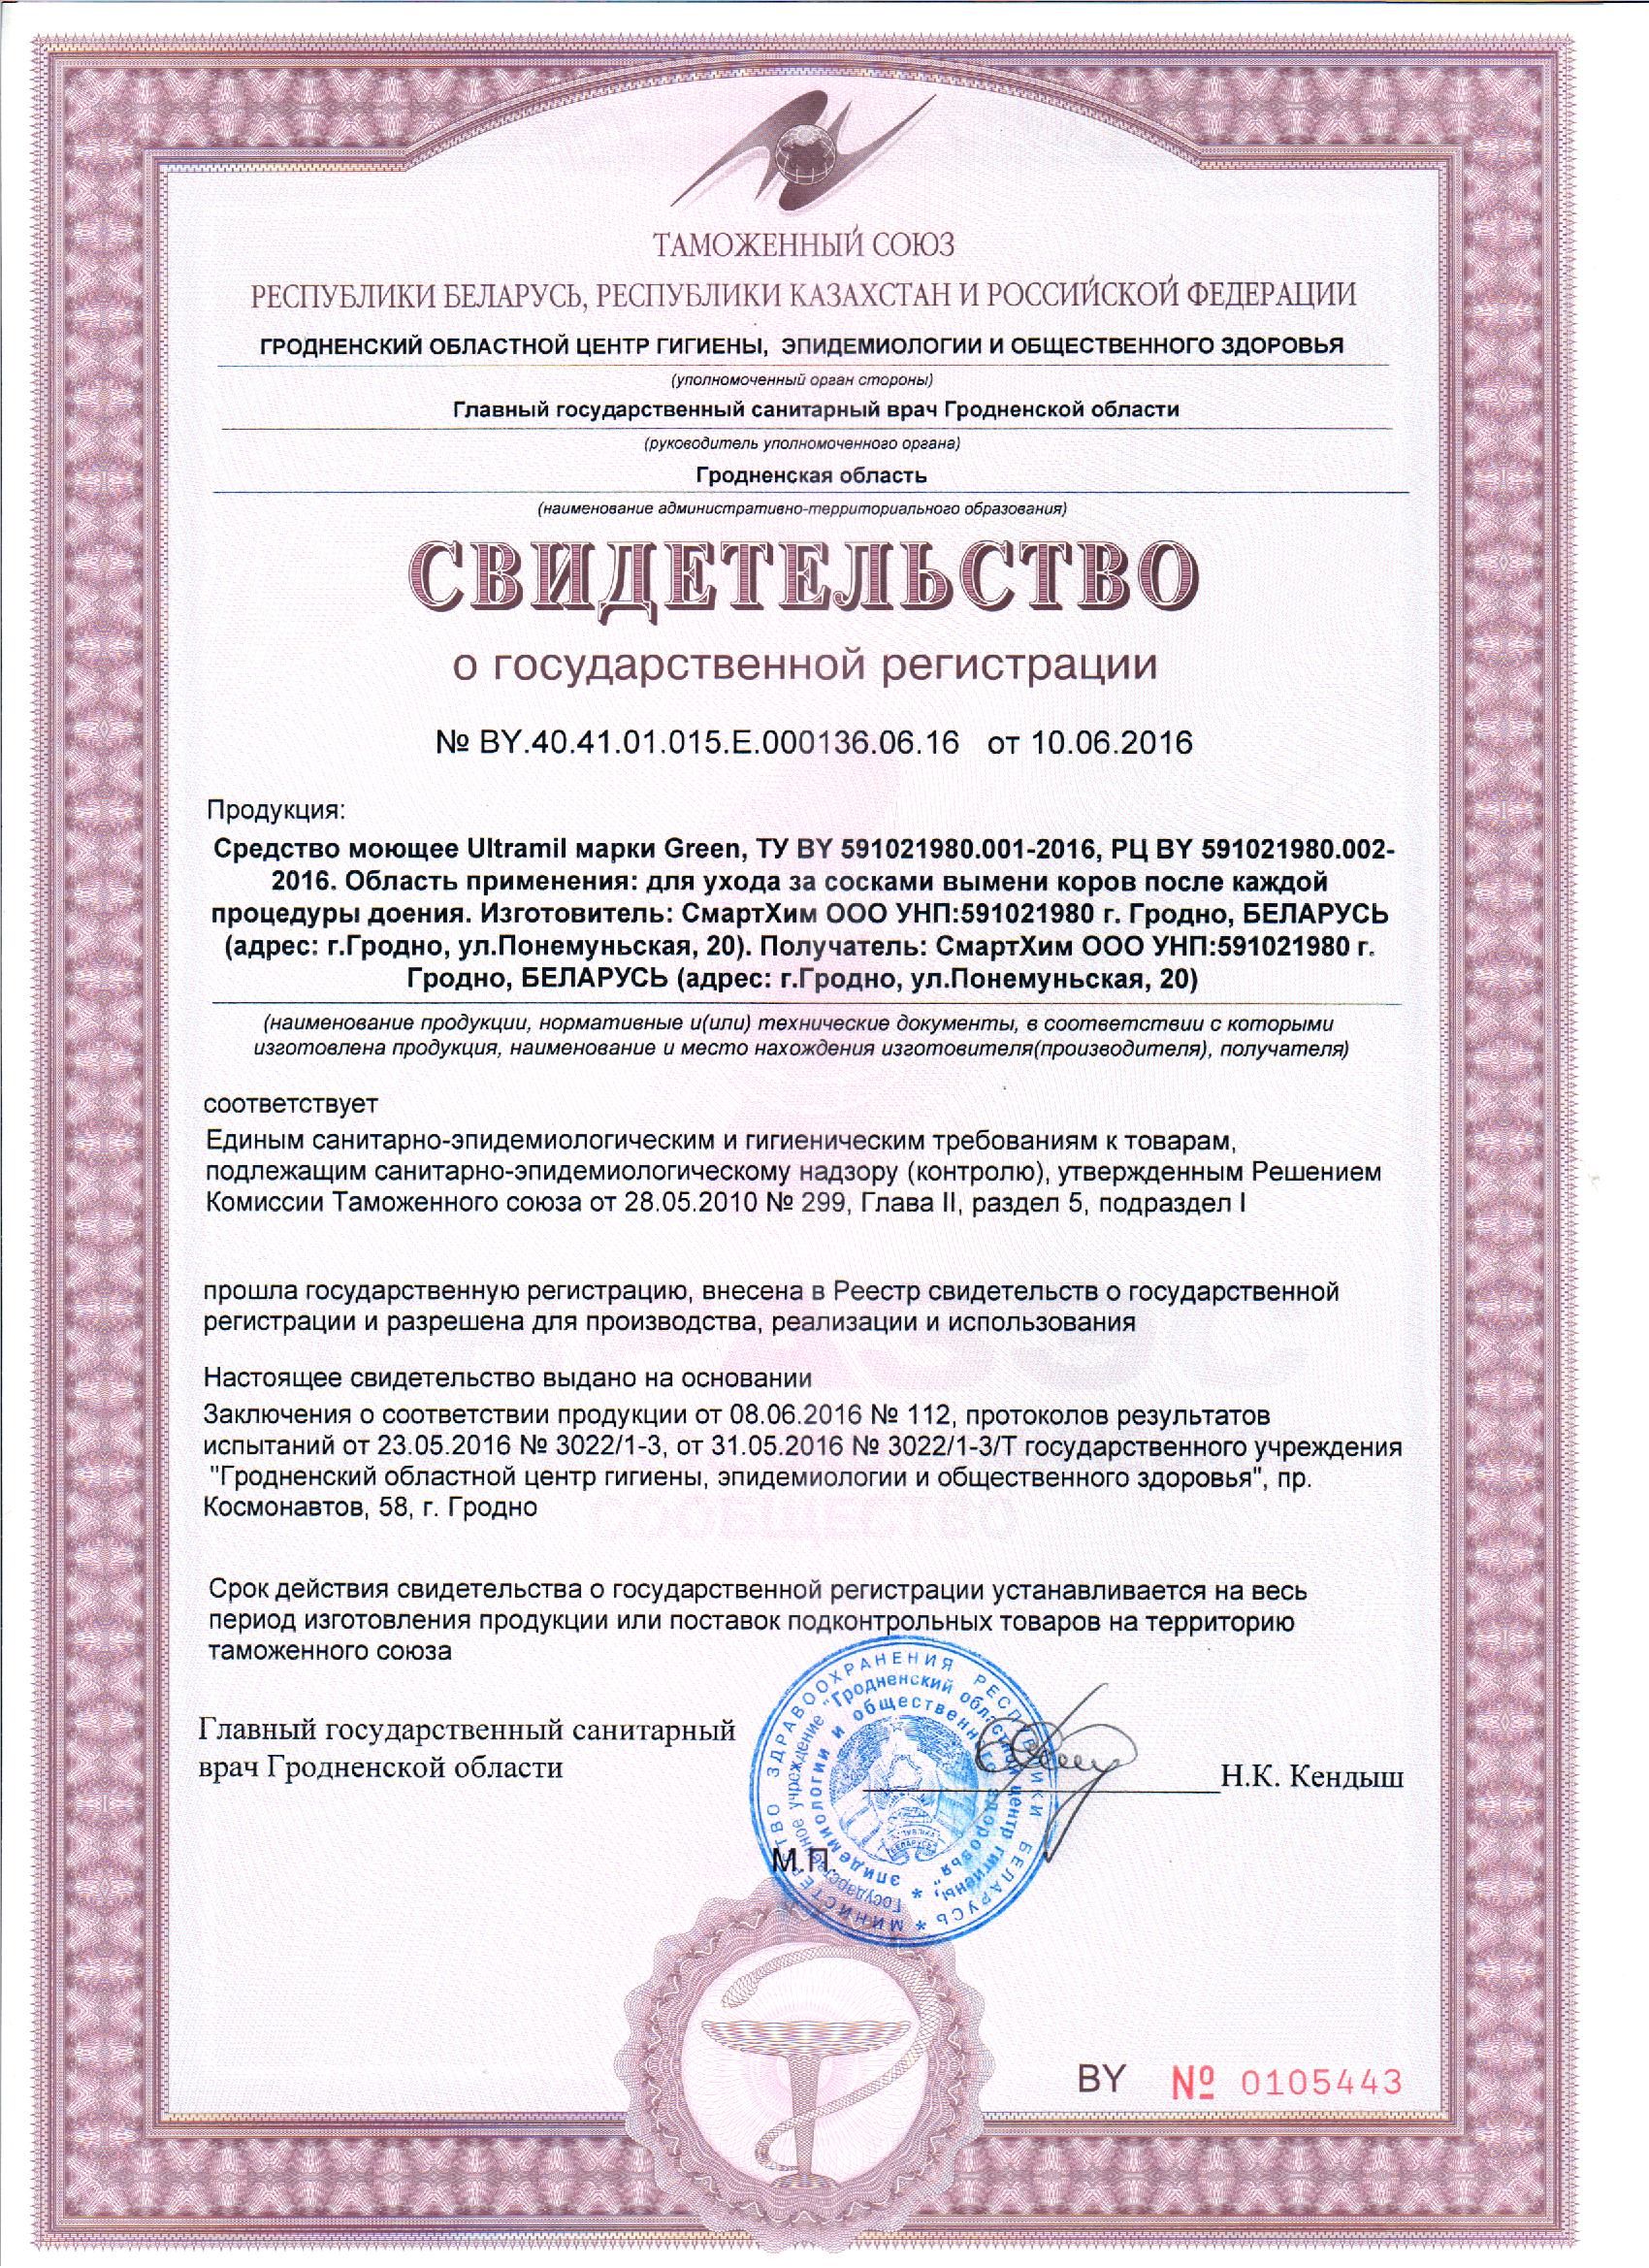 ТАМОЖЕННЫЙ СОЮЗ
РЕСПУБЛИКИ БЕЛАРУСЬ, РЕСПУБЛИКИ КАЗАХСТАН И РОССИЙСКОЙ ФЕДЕРАЦИИ
ГРОДНЕНСКИЙ ОБЛАСТНОЙ ЦЕНТР ГИГИЕНЫ, ЭПИДЕМИОЛОГИИ И ОБЩЕСТВЕННОГО ЗДОРОВЬЯ
(уполномоченный орган стороны)
Главный государственный санитарный врач Гродненской области
(руководитель уполномоченного органа)
Гродненская область
(наименование административно-территориального образования)
СВИДЕТЕЛЬСТВО
о государственной регистрации
№ BY.40.41.01.015.E.000136.06.16 от 10.06.2016
Продукция:
Средство моющее Ultramil марки Green, ТУ BY 591021980.001-2016, РЦ BY 591021980.002-
2016. Область применения: для ухода за сосками вымени коров после каждой
процедуры доения. Изготовитель: СмартХим ООО УНП:591021980 г. Гродно, БЕЛАРУСЬ
(адрес: г.Гродно, ул.Понемуньская, 20). Получатель: СмартХим ООО УНП:591021980 г.
Гродно, БЕЛАРУСЬ (адрес: г.Гродно, ул.Понемуньская, 20)
(наименование продукции, нормативные и(или) технические документы, в соответствии с которыми
изготовлена продукция, наименование и место нахождения изготовителя(производителя), получателя)
соответствует
Единым санитарно-эпидемиологическим и гигиеническим требованиям к товарам,
подлежащим санитарно-эпидемиологическому надзору (контролю), утвержденным Решением
Комиссии Таможенного союза от 28.05.2010 № 299, Глава II, раздел 5, подраздел I
прошла государственную регистрацию, внесена в Реестр свидетельств о государственной
регистрации и разрешена для производства, реализации и использования
Настоящее свидетельство выдано на основании
Заключения о соответствии продукции от 08.06.2016 № 112, протоколов результатов
испытаний от 23.05.2016 № 3022/1-3, от 31.05.2016 № 3022/1-3/Т государственного учреждения
"Гродненский областной центр гигиены, эпидемиологии и общественного здоровья", пр.
Космонавтов, 58, г. Гродно
Срок действия свидетельства о государственной регистрации устанавливается на весь
период изготовления продукции или поставок подконтрольных товаров на территорию
таможенного союза
Главный государственный санитарный
врач Гродненской области
Н.К. Кендыш
М.П.
МИНИСТЕРСТВО ЗДРАВООХРАНЕНИЯ РЕСПУБЛИКИ БЕЛАРУСЬ *
Государственное учреждение "Гродненский областной центр гигиены,
эпидемиологии и общественного здоровья" *
BY № 0105443